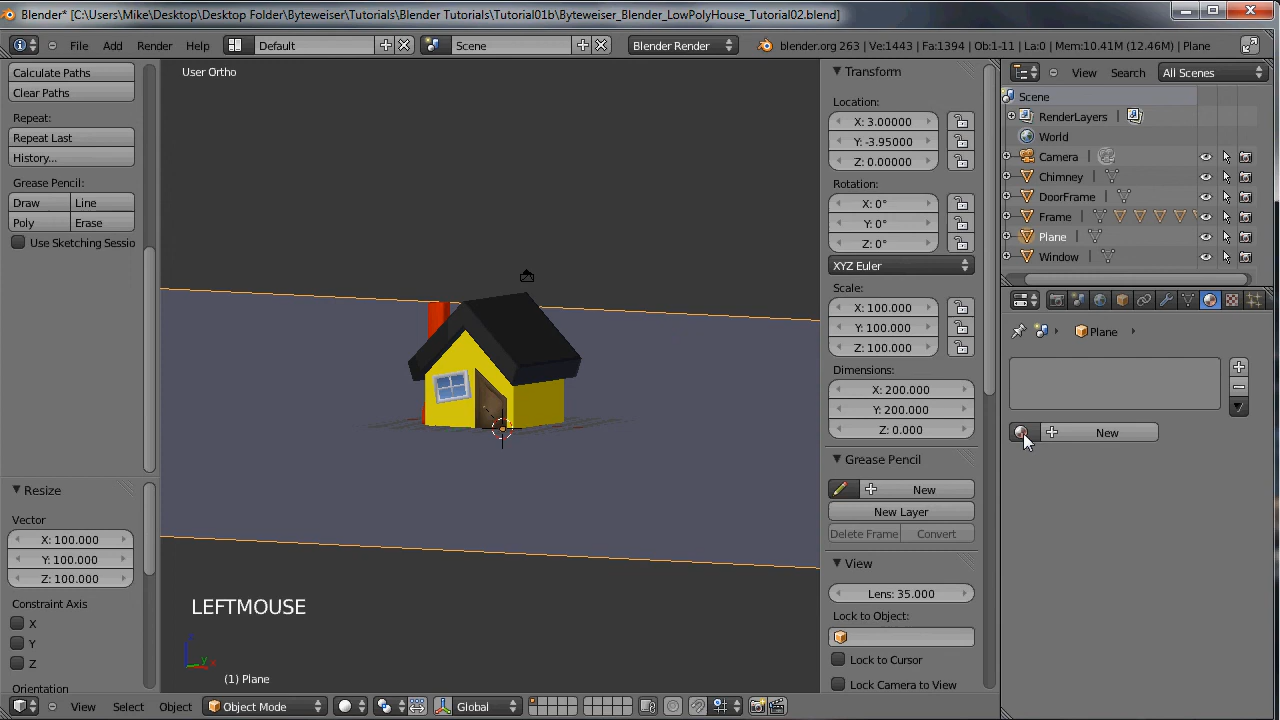 Blender* [C:\Users\Mike\Desktop\Desktop Folder\Byteweiser\Tutorials\Blender Tutorials\Tutorial01b\Byteweiser_Blender_LowPolyHouse_Tutorial02.blend]
File Add Render Help Default Scene Blender Render blender.org 263 | Ve:1443 | Fa:1394 | Ob:1-11 | La:0 | Mem:10.41M (12.46M) | Plane
Calculate Paths
Clear Paths
Repeat:
Repeat Last
History...
Grease Pencil:
Draw Line
Poly Erase
Use Sketching Sessio
Resize
Vector
X: 100.000
Y: 100.000
Z: 100.000
Constraint Axis
X
Y
Z
Orientation
User Ortho
LEFTMOUSE
(1) Plane
View Select Object Object Mode Global
Transform
Location:
X: 3.00000
Y: -3.95000
Z: 0.00000
Rotation:
X: 0°
Y: 0°
Z: 0°
XYZ Euler
Scale:
X: 100.000
Y: 100.000
Z: 100.000
Dimensions:
X: 200.000
Y: 200.000
Z: 0.000
Grease Pencil
New
New Layer
Delete Frame Convert
View
Lens: 35.000
Lock to Object:
Lock to Cursor
Lock Camera to View
View Search All Scenes
Scene
RenderLayers
World
Camera
Chimney
DoorFrame
Frame
Plane
Window
Plane
New